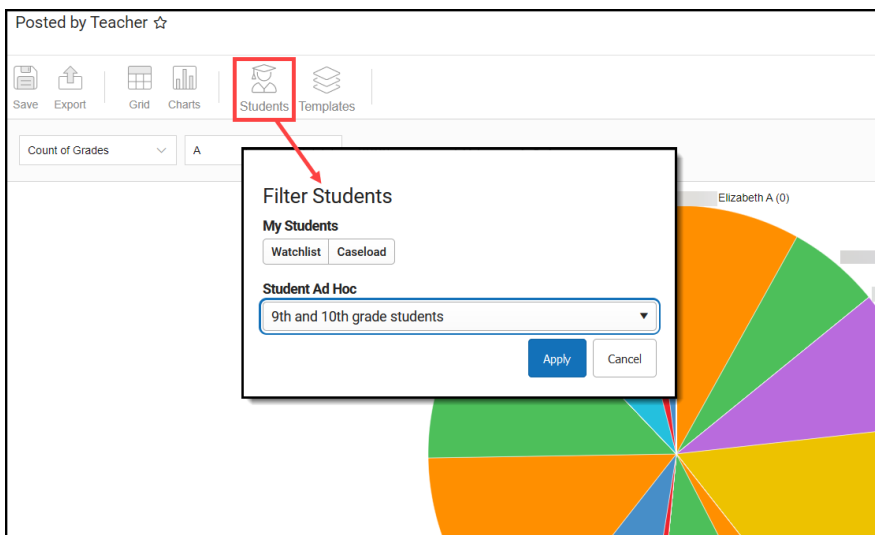 Posted by Teacher
Save Export Grid Charts Students Templates
Count of Grades A
Elizabeth A (0)
Filter Students
My Students
Watchlist Caseload
Student Ad Hoc
9th and 10th grade students
Apply Cancel